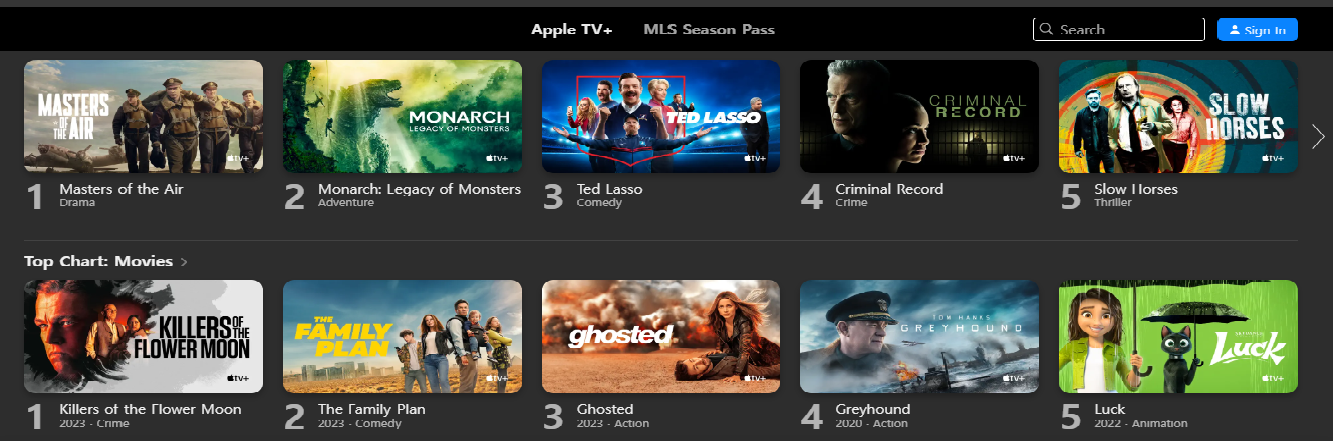 Apple TV+ MLS Season Pass Search Sign In
MASTERS
OF
THE AIR
tv+
MONARCH
LEGACY OF MONSTERS
tv+
TED LASSO
tv+
CRIMINAL
RECORD
tv+
SLOW
HORSES
tv+
1 Masters of the Air
Drama
2 Monarch: Legacy of Monsters
Adventure
3 Ted Lasso
Comedy
4 Criminal Record
Crime
5 Slow Horses
Thriller
Top Chart: Movies >
KILLERS OF THE
FLOWER MOON
tv+
THE
FAMILY
PLAN
tv+
ghosted
tv+
TOM HANKS
GREYHOUND
tv+
Luck
tv+
1 Killers of the Flower Moon
2023 · Crime
2 The Family Plan
2023 · Comedy
3 Ghosted
2023 · Action
4 Greyhound
2020 · Action
5 Luck
2022 · Animation